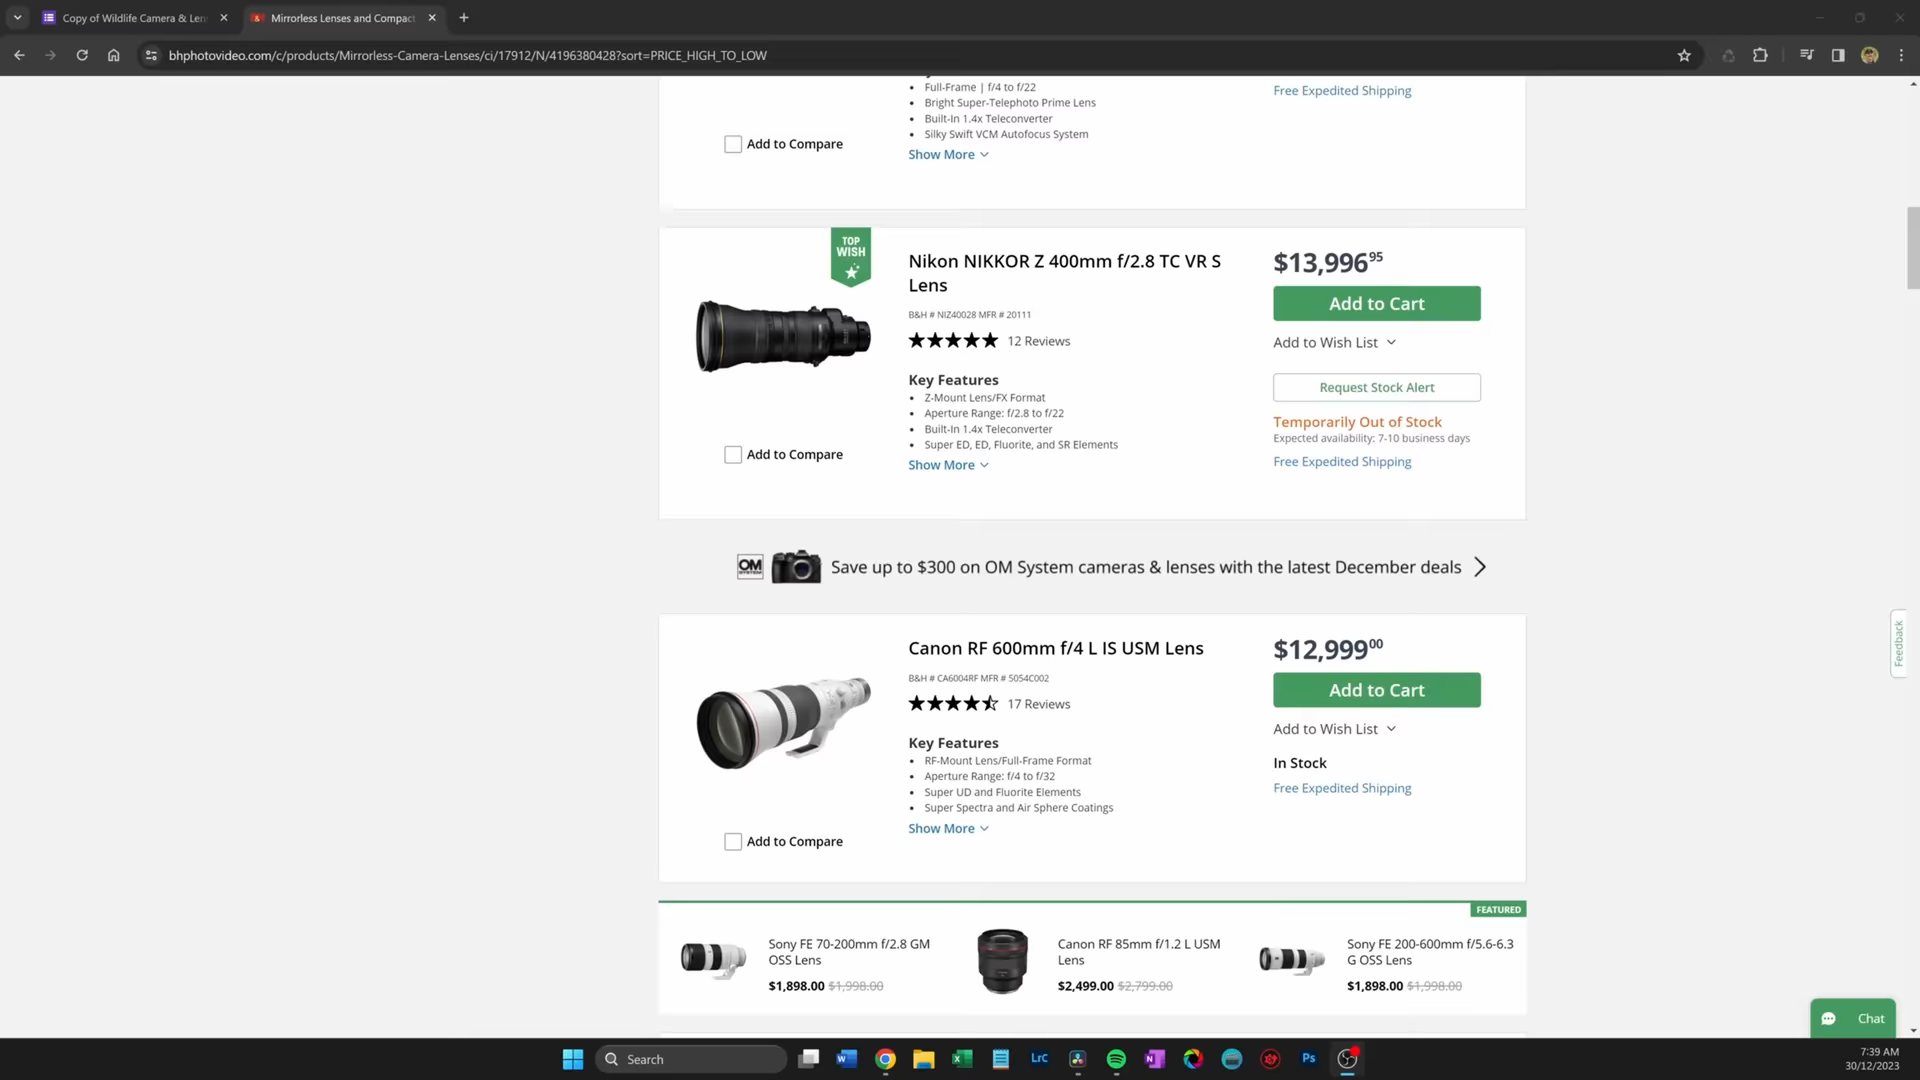 Copy of Wildlife Camera & Len
Mirrorless Lenses and Compact
bhphotovideo.com/c/products/Mirrorless-Camera-Lenses/ci/17912/N/4196380428?sort=PRICE_HIGH_TO_LOW
Full-Frame | f/4 to f/22
Bright Super-Telephoto Prime Lens
Built-In 1.4x Teleconverter
Silky Swift VCM Autofocus System
Show More
Add to Compare
Free Expedited Shipping
TOP
WISH
Nikon NIKKOR Z 400mm f/2.8 TC VR S
Lens
B&H # NIZ40028 MFR # 20111
12 Reviews
Key Features
Z-Mount Lens/FX Format
Aperture Range: f/2.8 to f/22
Built-In 1.4x Teleconverter
Super ED, ED, Fluorite, and SR Elements
Show More
Add to Compare
$13,996 95
Add to Cart
Add to Wish List
Request Stock Alert
Temporarily Out of Stock
Expected availability: 7-10 business days
Free Expedited Shipping
OM
SYSTEM
Save up to $300 on OM System cameras & lenses with the latest December deals
Canon RF 600mm f/4 L IS USM Lens
B&H # CA6004RF MFR # 5054C002
17 Reviews
Key Features
RF-Mount Lens/Full-Frame Format
Aperture Range: f/4 to f/32
Super UD and Fluorite Elements
Super Spectra and Air Sphere Coatings
Show More
Add to Compare
$12,999 00
Add to Cart
Add to Wish List
In Stock
Free Expedited Shipping
Feedback
FEATURED
Sony FE 70-200mm f/2.8 GM
OSS Lens
$1,898.00 $1,998.00
Canon RF 85mm f/1.2 L USM
Lens
$2,499.00 $2,799.00
Sony FE 200-600mm f/5.6-6.3
G OSS Lens
$1,898.00 $1,998.00
Chat
Search
LrC
Ps
7:39 AM
30/12/2023